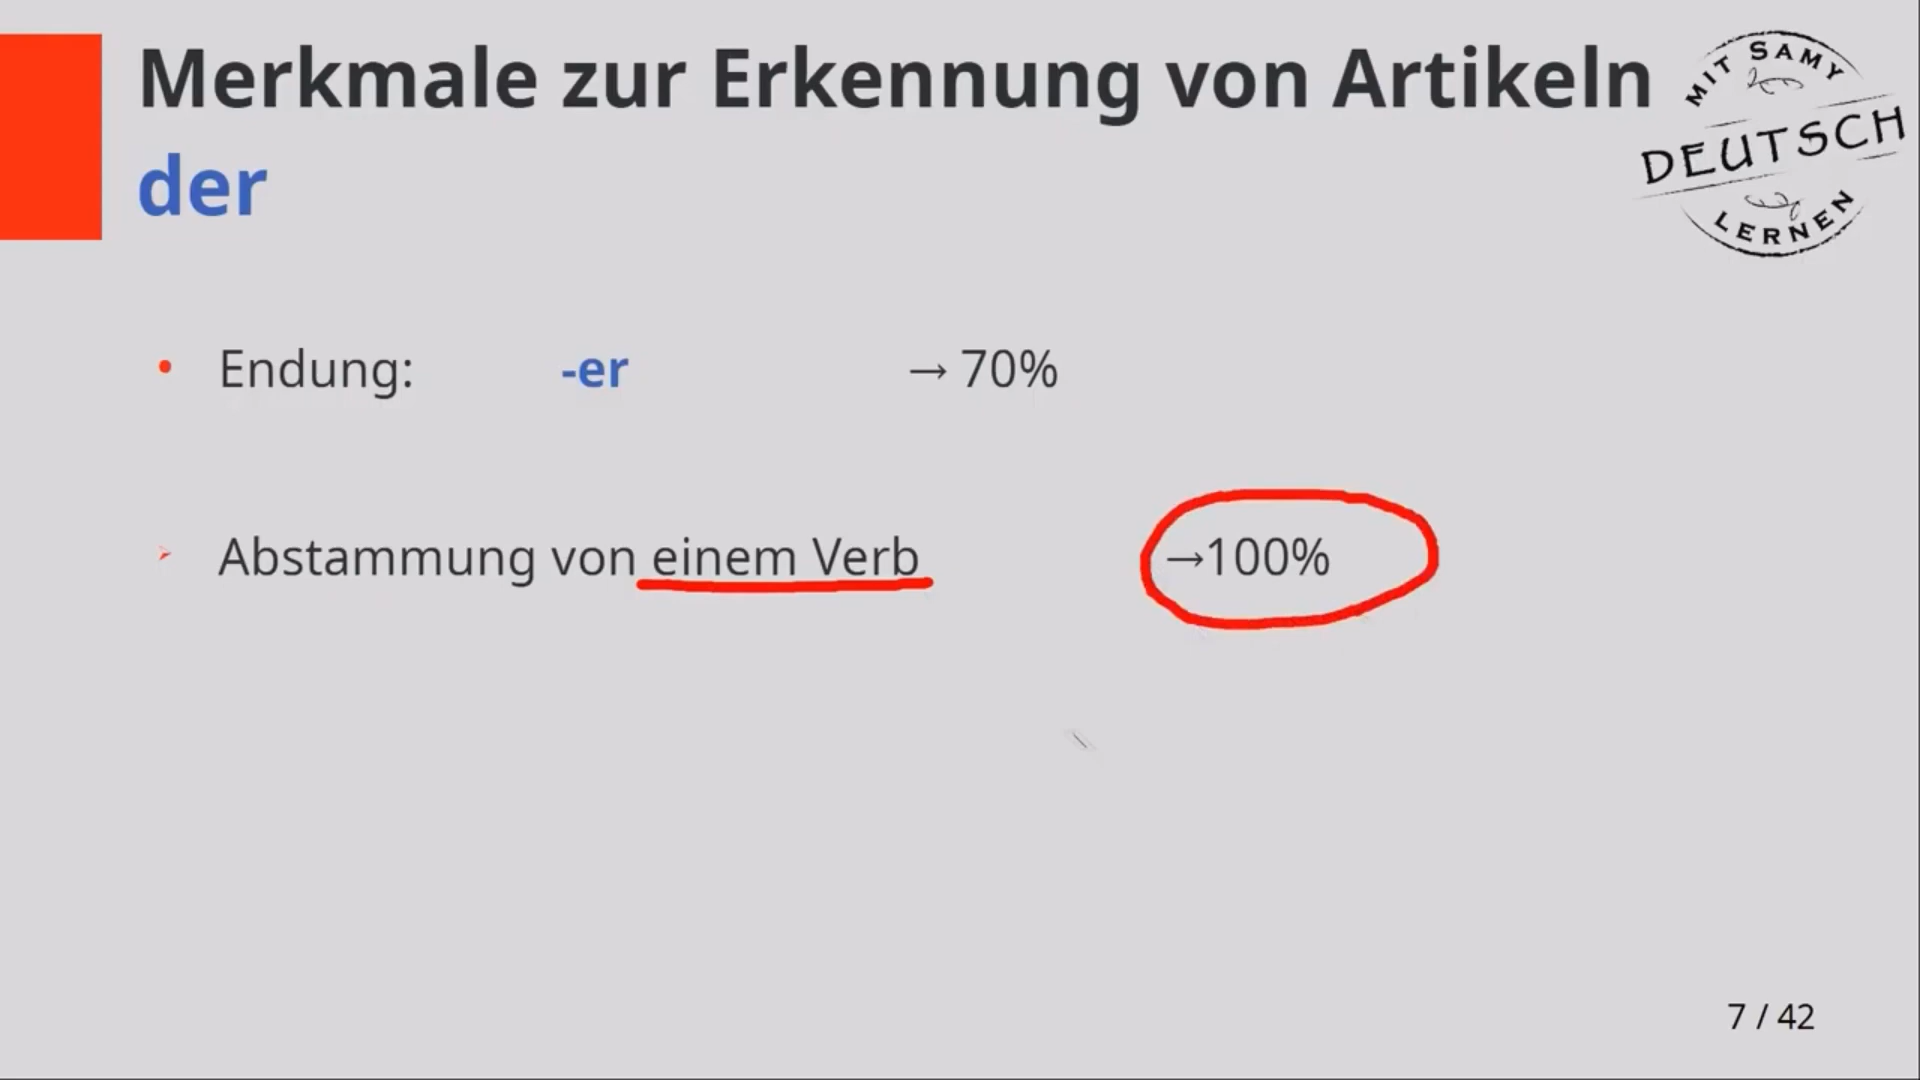 Merkmale zur Erkennung von Artikeln
der
MIT SAMY
DEUTSCH
LERNEN
• Endung: -er → 70%
➢ Abstammung von einem Verb →100%
7 / 42